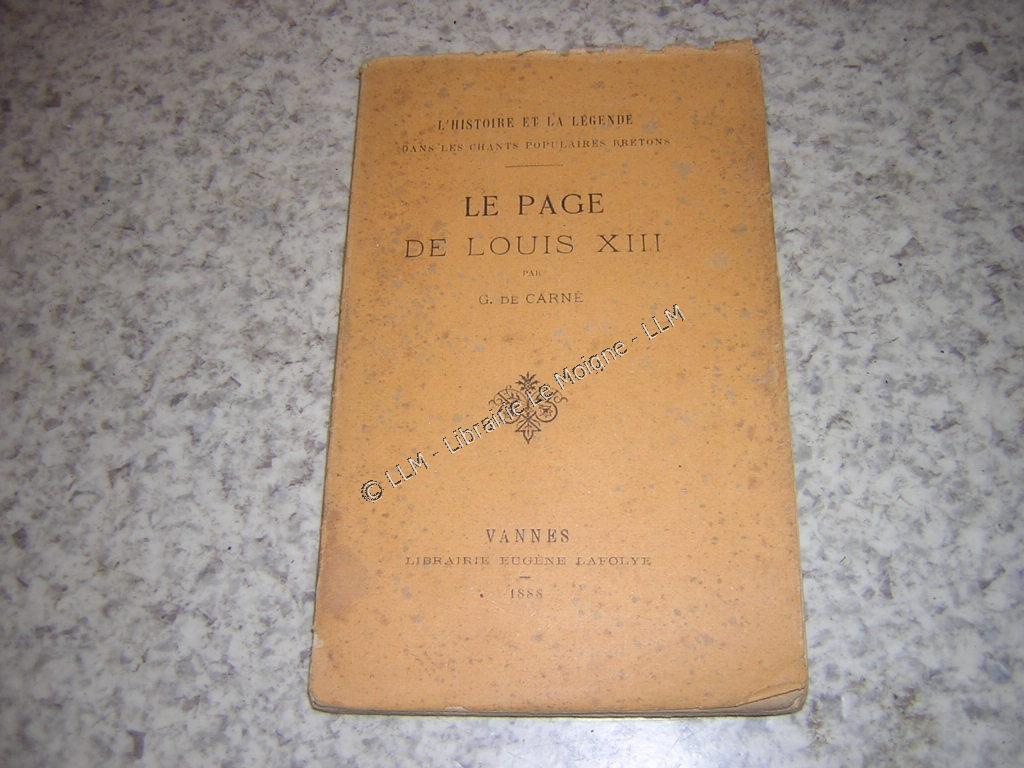 L'HISTOIRE ET LA LÉGENDE
DANS LES CHANTS POPULAIRES BRETONS
LE PAGE
DE LOUIS XIII
PAR
G. DE CARNÉ
© LLM - Librairie Le Moigne - LLM
VANNES
LIBRAIRIE EUGÈNE LAFOLYE
1888